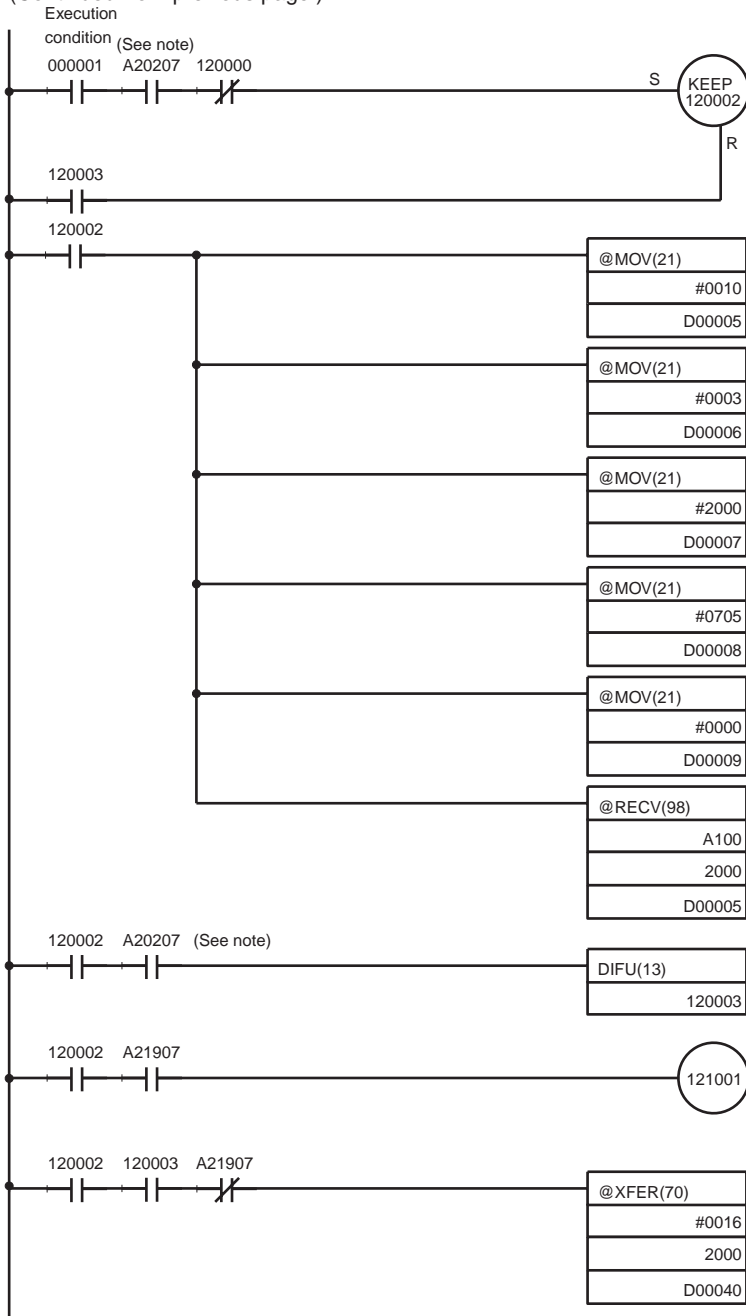 Execution
condition (See note)
000001 A20207 120000
S KEEP
120002
R
120003
120002
@MOV(21)
#0010
D00005
@MOV(21)
#0003
D00006
@MOV(21)
#2000
D00007
@MOV(21)
#0705
D00008
@MOV(21)
#0000
D00009
@RECV(98)
A100
2000
D00005
120002 A20207 (See note)
DIFU(13)
120003
120002 A21907
121001
120002 120003 A21907
@XFER(70)
#0016
2000
D00040